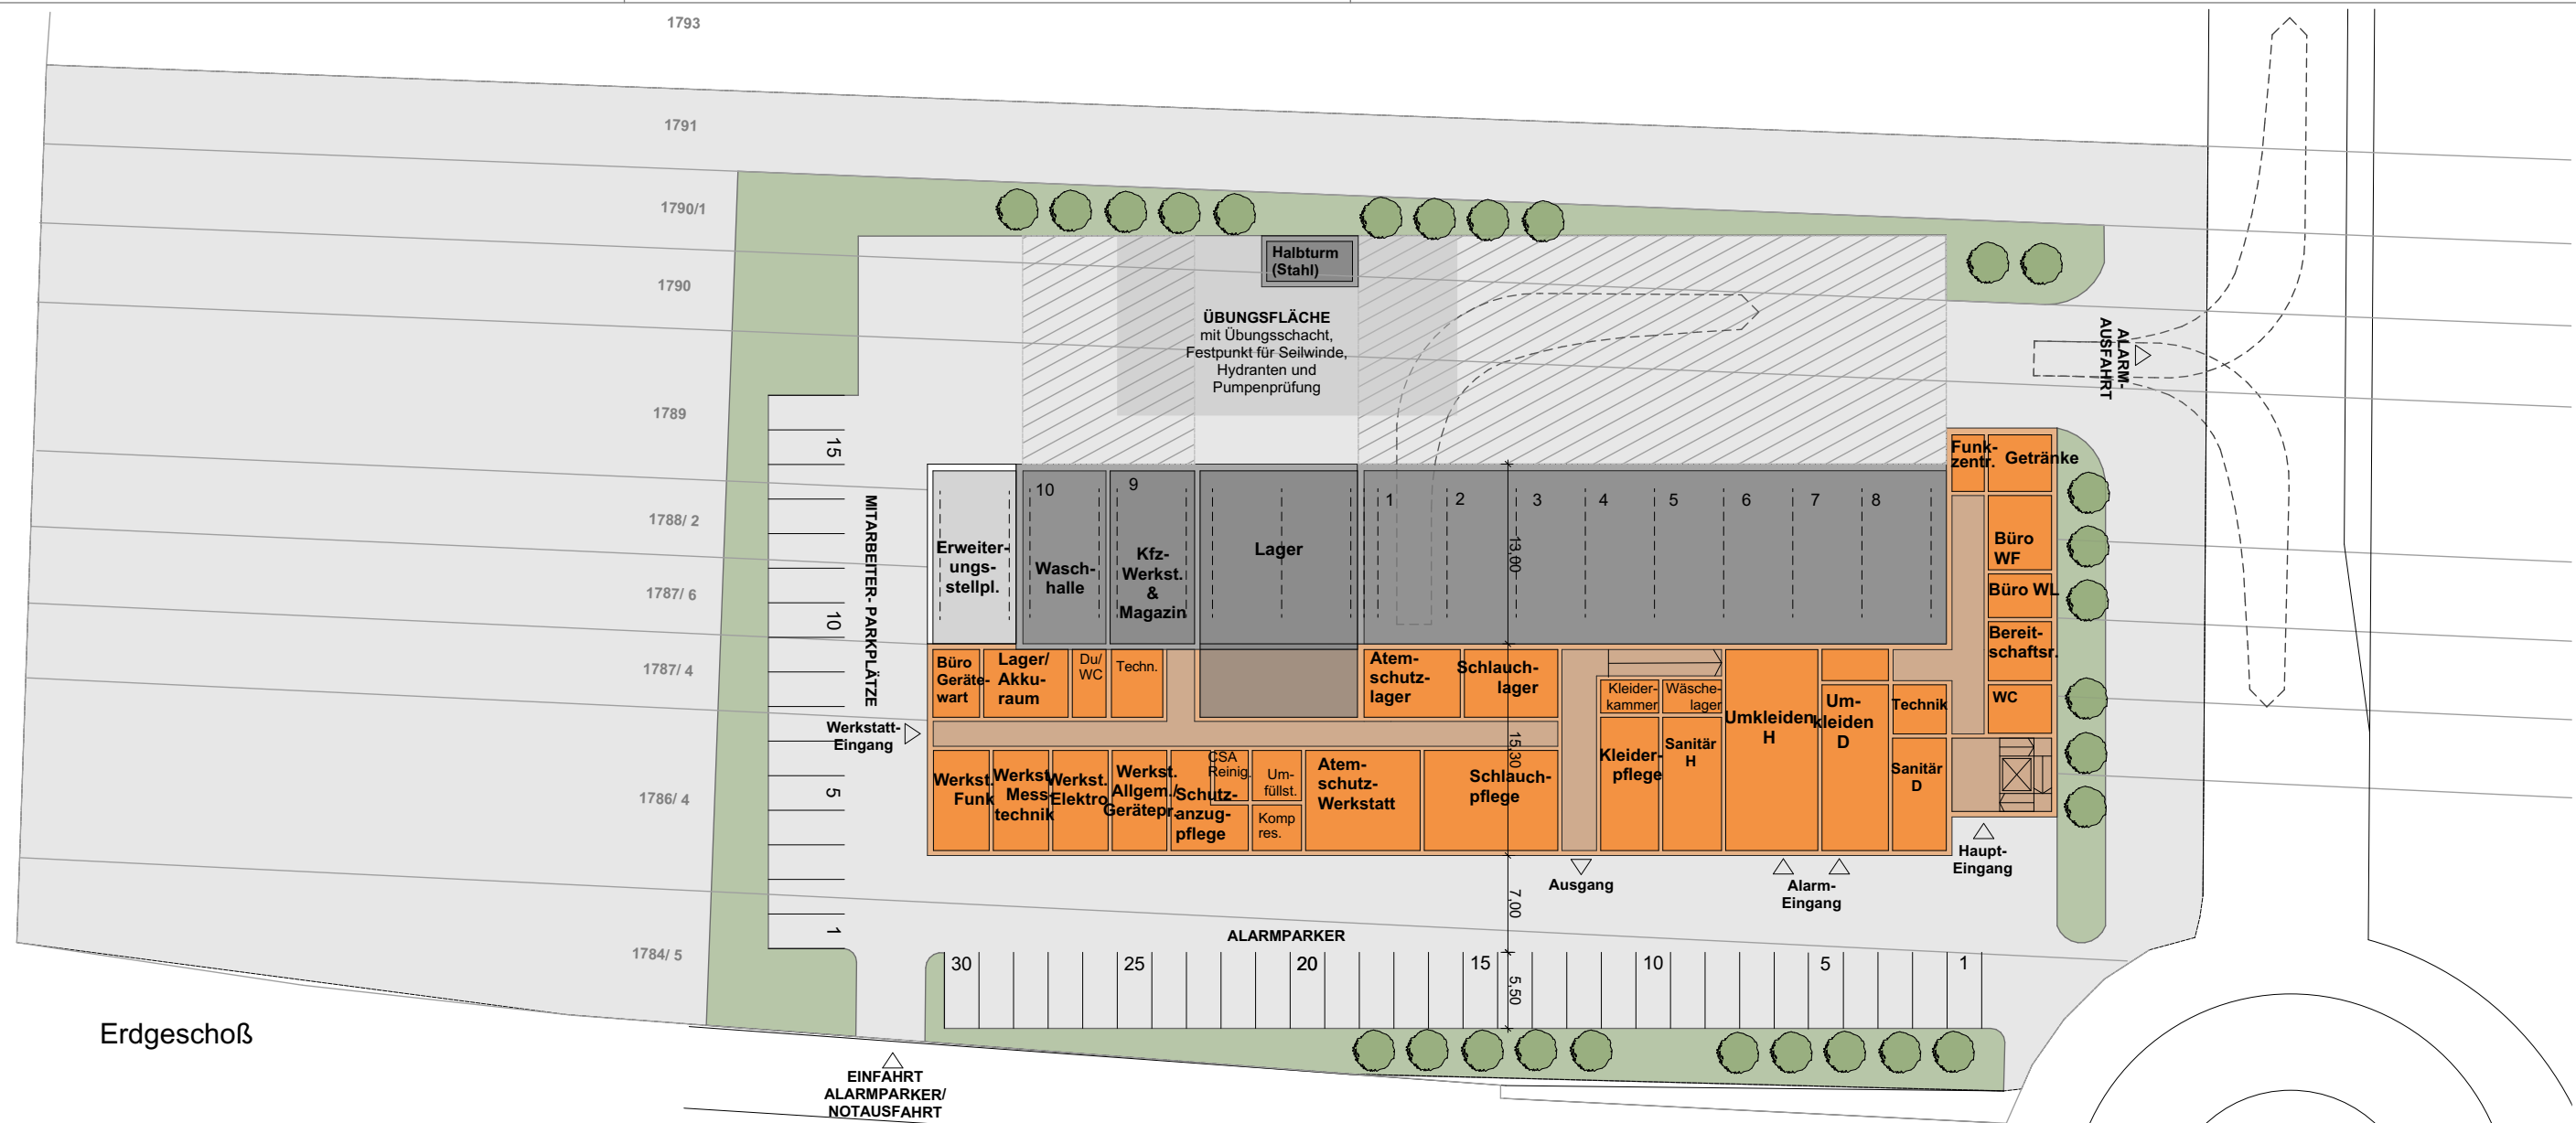 1793
1791
1790/1
1790
1789
1788/ 2
1787/ 6
1787/ 4
1786/ 4
1784/ 5
Halbturm
(Stahl)
ÜBUNGSFLÄCHE
mit Übungsschacht,
Festpunkt für Seilwinde,
Hydranten und
Pumpenprüfung
ALARM-
AUSFAHRT
15
10
5
1
MITARBEITER- PARKPLÄTZE
Erweiter-
ungs-
stellpl.
10
Wasch-
halle
9
Kfz-
Werkst.
&
Magazin
Lager
1
2
3
4
5
6
7
8
13,00
Funk-
zentr.
Getränke
Büro
WF
Büro WL
Bereit-
schaftsr.
WC
Büro
Geräte-
wart
Lager/
Akku-
raum
Du/
WC
Techn.
Atem-
schutz-
lager
Schlauch-
lager
Kleider-
kammer
Wäsche-
lager
Umkleiden
H
Um-
kleiden
D
Technik
Werkstatt-
Eingang
Werkst.
Funk
Werkst.
Mess-
technik
Werkst.
Elektro
Werkst.
Allgem./
Gerätepr.
Schutz-
anzug-
pflege
CSA
Reinig.
Um-
füllst.
Komp
res.
Atem-
schutz-
Werkstatt
Schlauch-
pflege
15,30
Kleider-
pflege
Sanitär
H
Sanitär
D
Haupt-
Eingang
Ausgang
Alarm-
Eingang
7,00
ALARMPARKER
30
25
20
15
10
5
1
5,50
Erdgeschoß
EINFAHRT
ALARMPARKER/
NOTAUSFAHRT